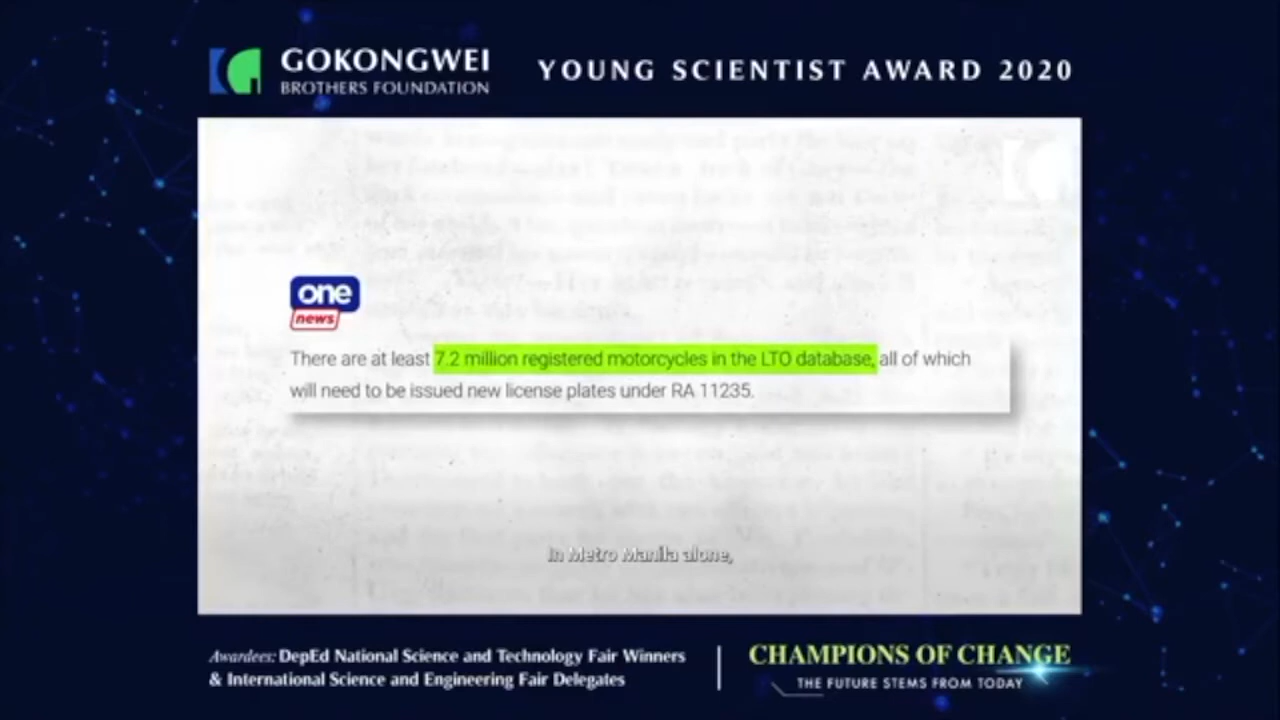 GOKONGWEI
BROTHERS FOUNDATION
YOUNG SCIENTIST AWARD 2020
one
news
There are at least 7.2 million registered motorcycles in the LTO database, all of which
will need to be issued new license plates under RA 11235.
In Metro Manila alone,
Awardees: DepEd National Science and Technology Fair Winners
& International Science and Engineering Fair Delegates
CHAMPIONS OF CHANGE
THE FUTURE STEMS FROM TODAY